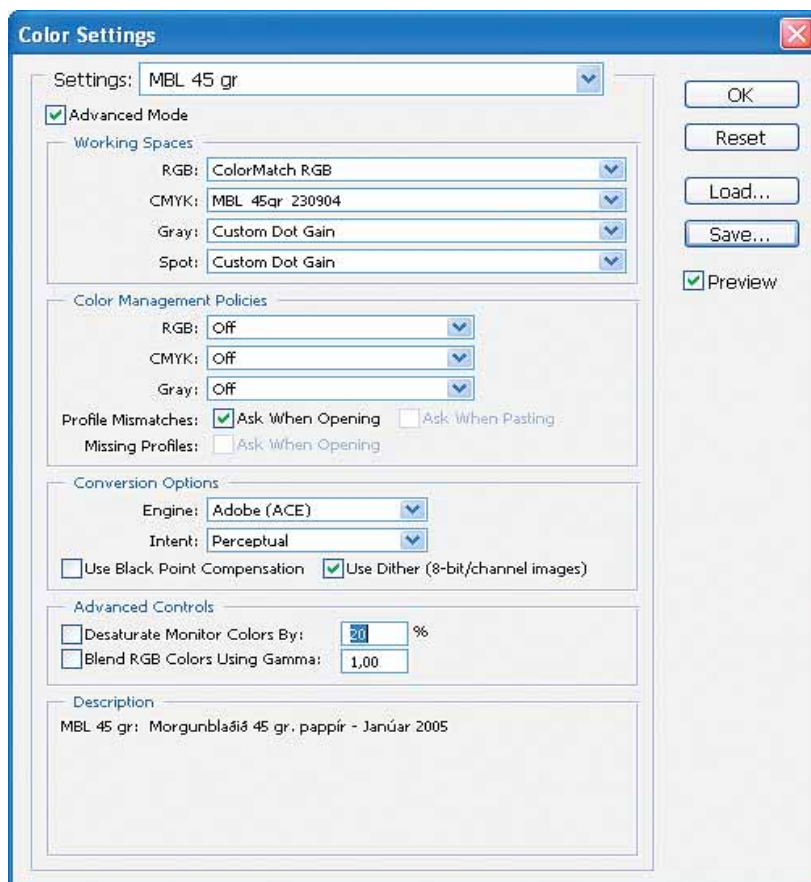 Color Settings
Settings: MBL 45 gr
OK
Advanced Mode
Reset
Working Spaces
RGB: ColorMatch RGB
Load...
CMYK: MBL 45gr 230904
Gray: Custom Dot Gain
Save...
Spot: Custom Dot Gain
Preview
Color Management Policies
RGB: Off
CMYK: Off
Gray: Off
Profile Mismatches: Ask When Opening Ask When Pasting
Missing Profiles: Ask When Opening
Conversion Options
Engine: Adobe (ACE)
Intent: Perceptual
Use Black Point Compensation Use Dither (8-bit/channel images)
Advanced Controls
Desaturate Monitor Colors By: 20 %
Blend RGB Colors Using Gamma: 1,00
Description
MBL 45 gr: Morgunblaðið 45 gr. pappír - Janúar 2005